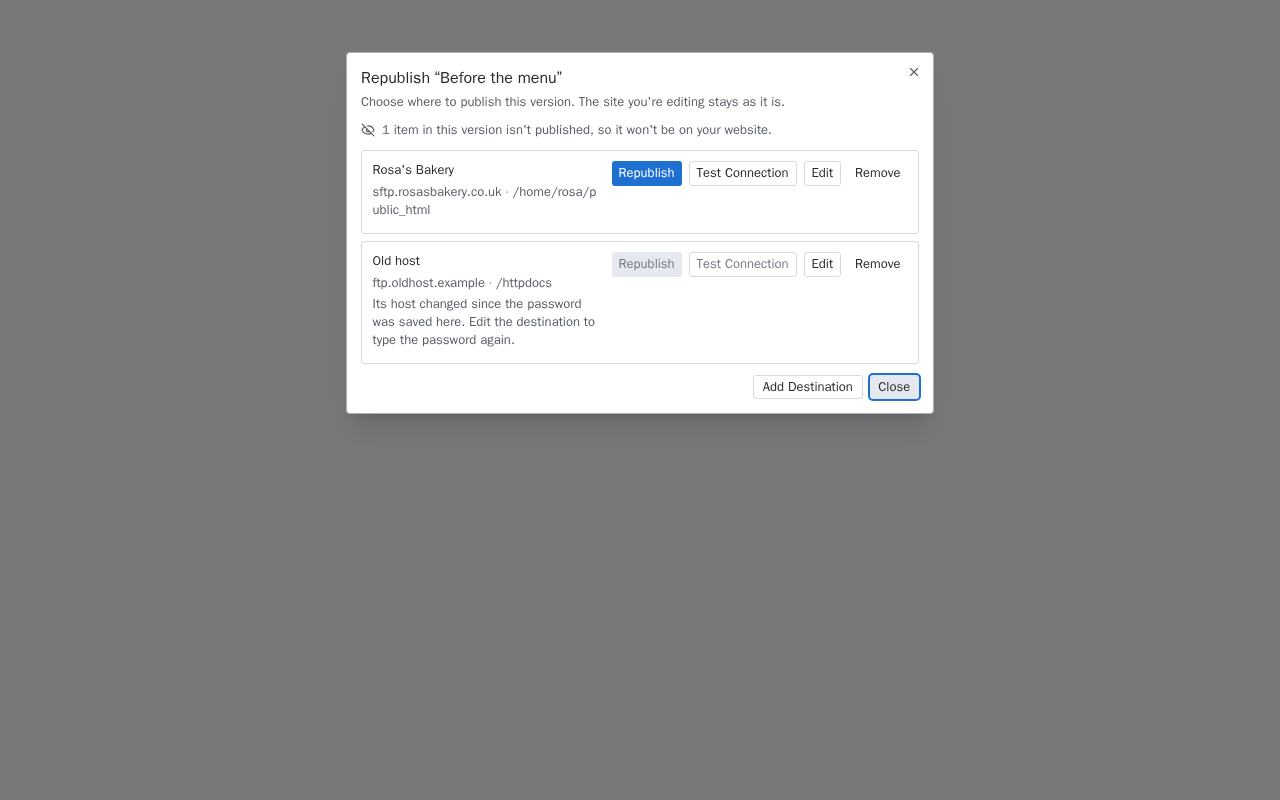 Republish “Before the menu”
Choose where to publish this version. The site you're editing stays as it is.
1 item in this version isn't published, so it won't be on your website.
Rosa's Bakery
Republish
Test Connection
Edit
Remove
sftp.rosasbakery.co.uk · /home/rosa/p
ublic_html
Old host
Republish
Test Connection
Edit
Remove
ftp.oldhost.example · /httpdocs
Its host changed since the password
was saved here. Edit the destination to
type the password again.
Add Destination
Close